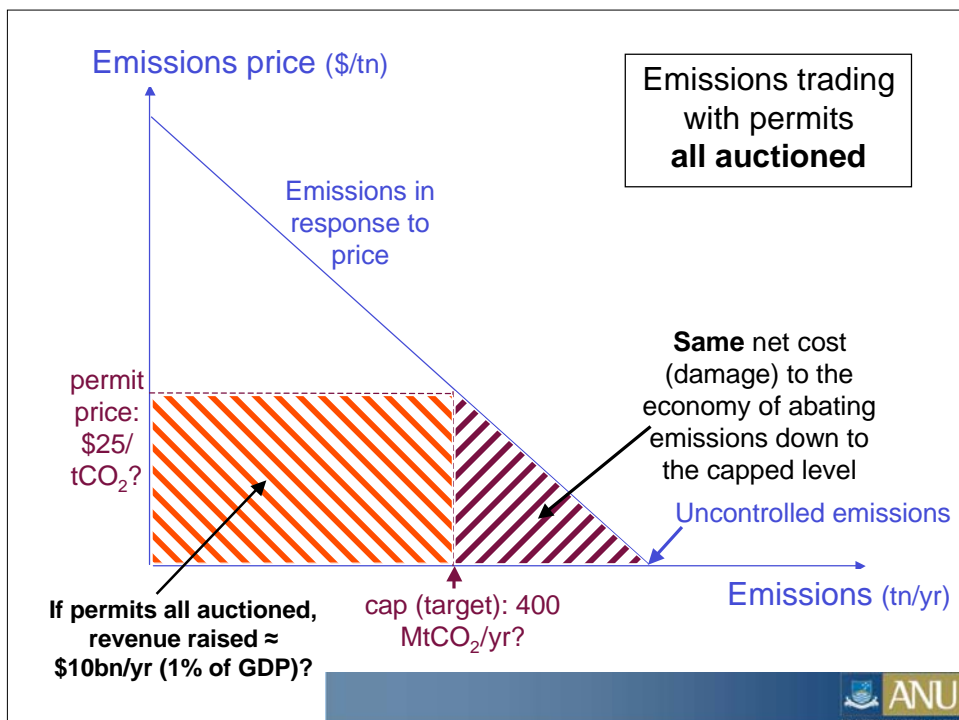 Emissions price ($/tn)
Emissions trading
with permits
all auctioned
Emissions in
response to
price
Same net cost
(damage) to the
economy of abating
emissions down to
the capped level
permit
price:
$25/
tCO₂?
Uncontrolled emissions
Emissions (tn/yr)
cap (target): 400
MtCO₂/yr?
If permits all auctioned,
revenue raised ≈
$10bn/yr (1% of GDP)?
ANU